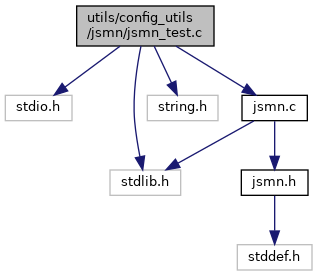 utils/config_utils
/jsmn/jsmn_test.c
stdio.h
string.h
jsmn.c
stdlib.h
jsmn.h
stddef.h